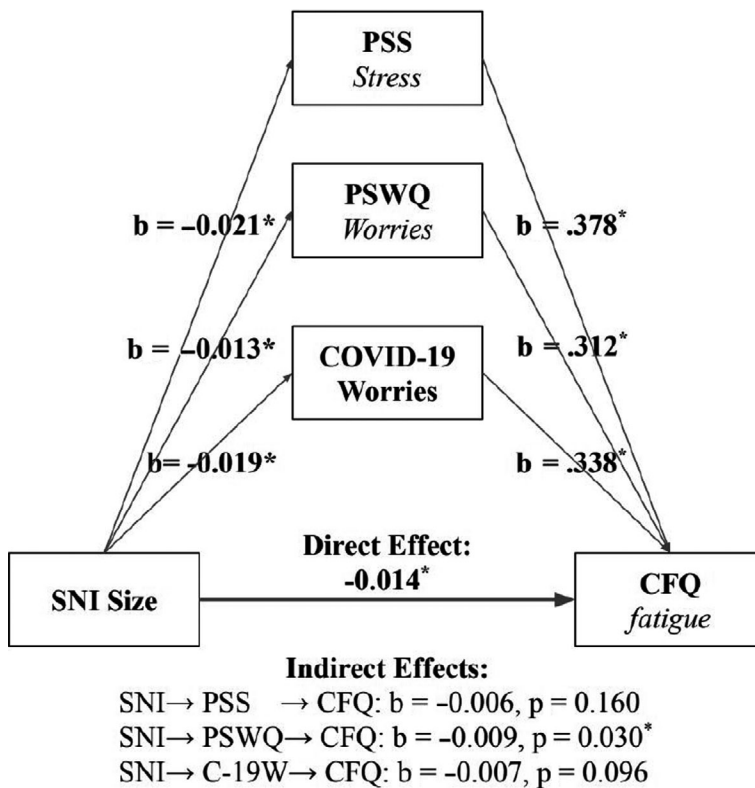 PSS
Stress
PSWQ
Worries
b = –0.021*
b = .378*
COVID-19
Worries
b = –0.013*
b = .312*
b= -0.019*
b = .338*
Direct Effect:
-0.014*
SNI Size
CFQ
fatigue
Indirect Effects:
SNI→ PSS → CFQ: b = –0.006, p = 0.160
SNI→ PSWQ→ CFQ: b = –0.009, p = 0.030*
SNI→ C-19W→ CFQ: b = –0.007, p = 0.096